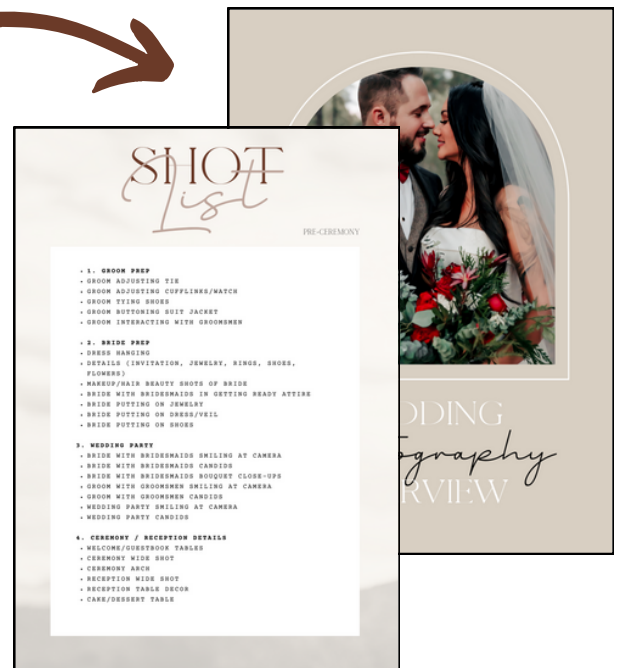 SHOT
List
PRE-CEREMONY
• 1. GROOM PREP
• GROOM ADJUSTING TIE
• GROOM ADJUSTING CUFFLINKS/WATCH
• GROOM TYING SHOES
• GROOM BUTTONING SUIT JACKET
• GROOM INTERACTING WITH GROOMSMEN
• 2. BRIDE PREP
• DRESS HANGING
• DETAILS (INVITATION, JEWELRY, RINGS, SHOES,
FLOWERS)
• MAKEUP/HAIR BEAUTY SHOTS OF BRIDE
• BRIDE WITH BRIDESMAIDS IN GETTING READY ATTIRE
• BRIDE PUTTING ON JEWELRY
• BRIDE PUTTING ON DRESS/VEIL
• BRIDE PUTTING ON SHOES
3. WEDDING PARTY
• BRIDE WITH BRIDESMAIDS SMILING AT CAMERA
• BRIDE WITH BRIDESMAIDS CANDIDS
• BRIDE WITH BRIDESMAIDS BOUQUET CLOSE-UPS
• GROOM WITH GROOMSMEN SMILING AT CAMERA
• GROOM WITH GROOMSMEN CANDIDS
• WEDDING PARTY SMILING AT CAMERA
• WEDDING PARTY CANDIDS
4. CEREMONY / RECEPTION DETAILS
• WELCOME/GUESTBOOK TABLES
• CEREMONY WIDE SHOT
• CEREMONY ARCH
• RECEPTION WIDE SHOT
• RECEPTION TABLE DECOR
• CAKE/DESSERT TABLE
DDING
ography
RVIEW